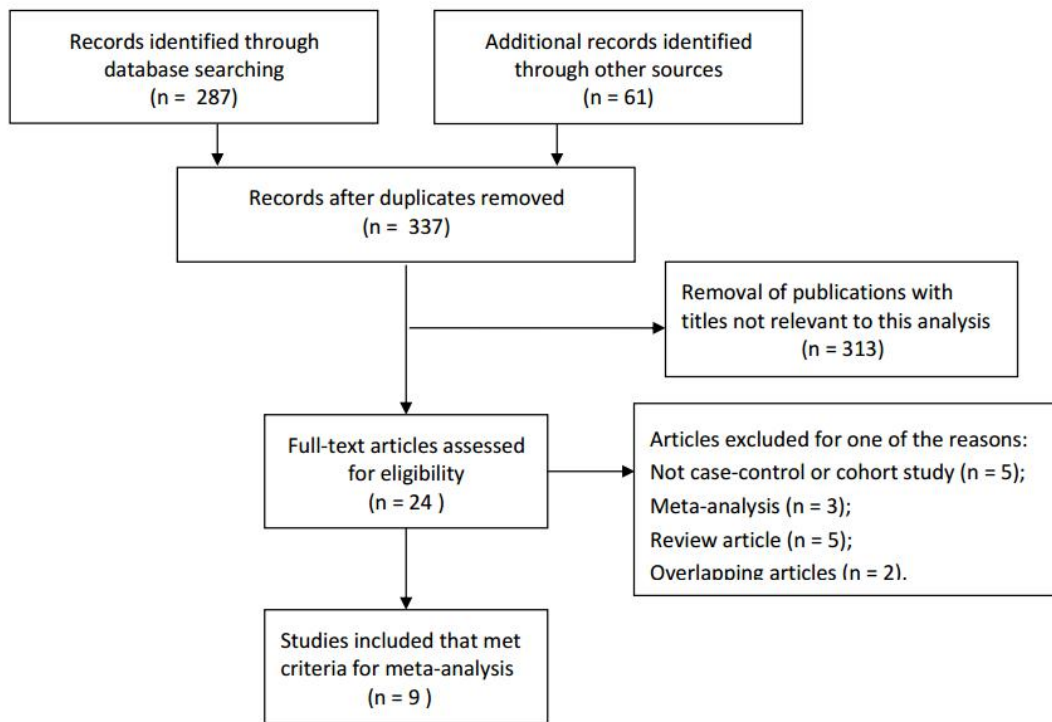 Records identified through
database searching
(n = 287)
Additional records identified
through other sources
(n = 61)
Records after duplicates removed
(n = 337)
Removal of publications with
titles not relevant to this analysis
(n = 313)
Full-text articles assessed
for eligibility
(n = 24 )
Articles excluded for one of the reasons:
Not case-control or cohort study (n = 5);
Meta-analysis (n = 3);
Review article (n = 5);
Overlapping articles (n = 2).
Studies included that met
criteria for meta-analysis
(n = 9 )